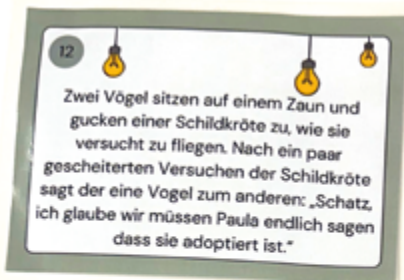 12
Zwei Vögel sitzen auf einem Zaun und
gucken einer Schildkröte zu, wie sie
versucht zu fliegen. Nach ein paar
gescheiterten Versuchen der Schildkröte
sagt der eine Vogel zum anderen: „Schatz,
ich glaube wir müssen Paula endlich sagen
dass sie adoptiert ist.“